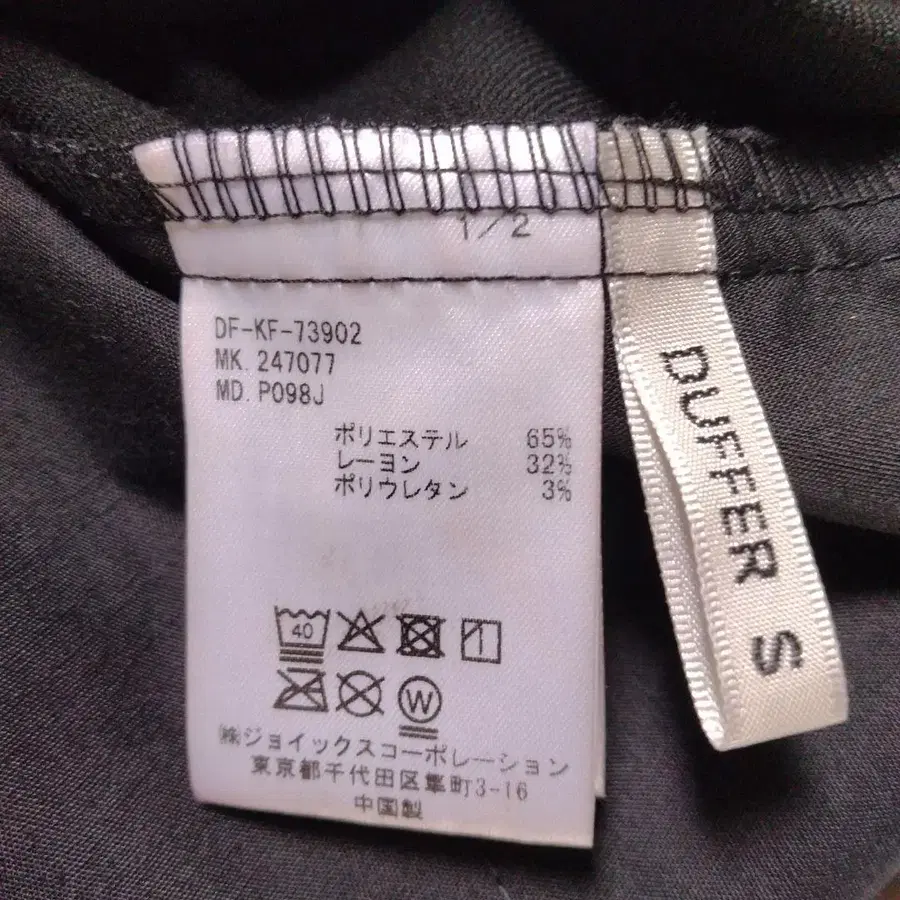 1/2
DF-KF-73902
MK. 247077
MD. P098J
ポリエステル 65%
レーヨン 32%
ポリウレタン 3%
40
W
㈱ジョイックスコーポレーション
東京都千代田区隼町3-16
中国製
DUFFER S